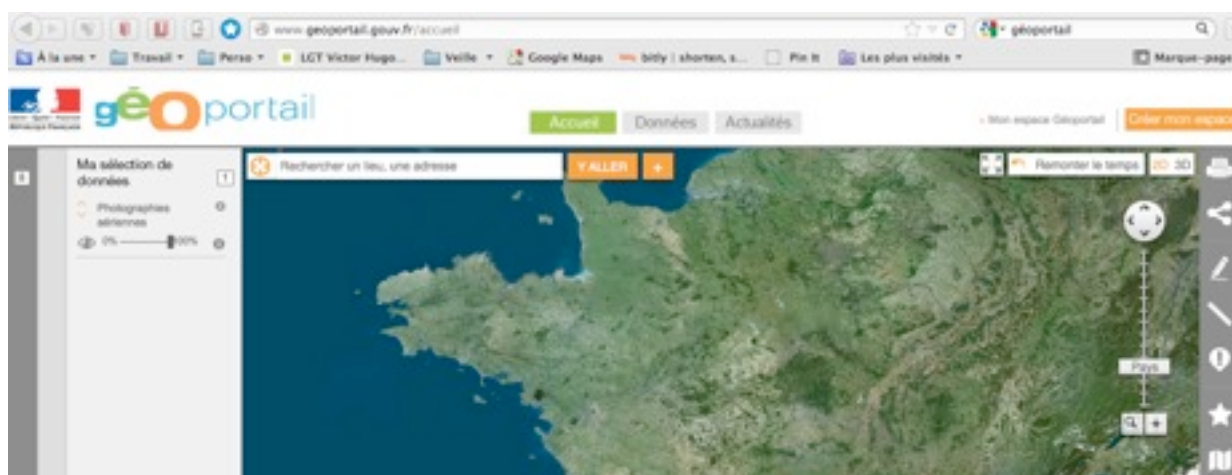 www.geoportail.gouv.fr/accueil
géoportail
À la une
Travail
Perso
LGT Victor Hugo...
Veille
Google Maps
bitly | shorten, s...
Pin It
Les plus visités
Marque-page
géOportail
Accueil
Données
Actualités
Mon espace Géoportail
Créer mon espace
Ma sélection de données
1
Rechercher un lieu, une adresse
Y ALLER
+
Remonter le temps
2D
3D
Photographies aériennes
0%
100%
Pays